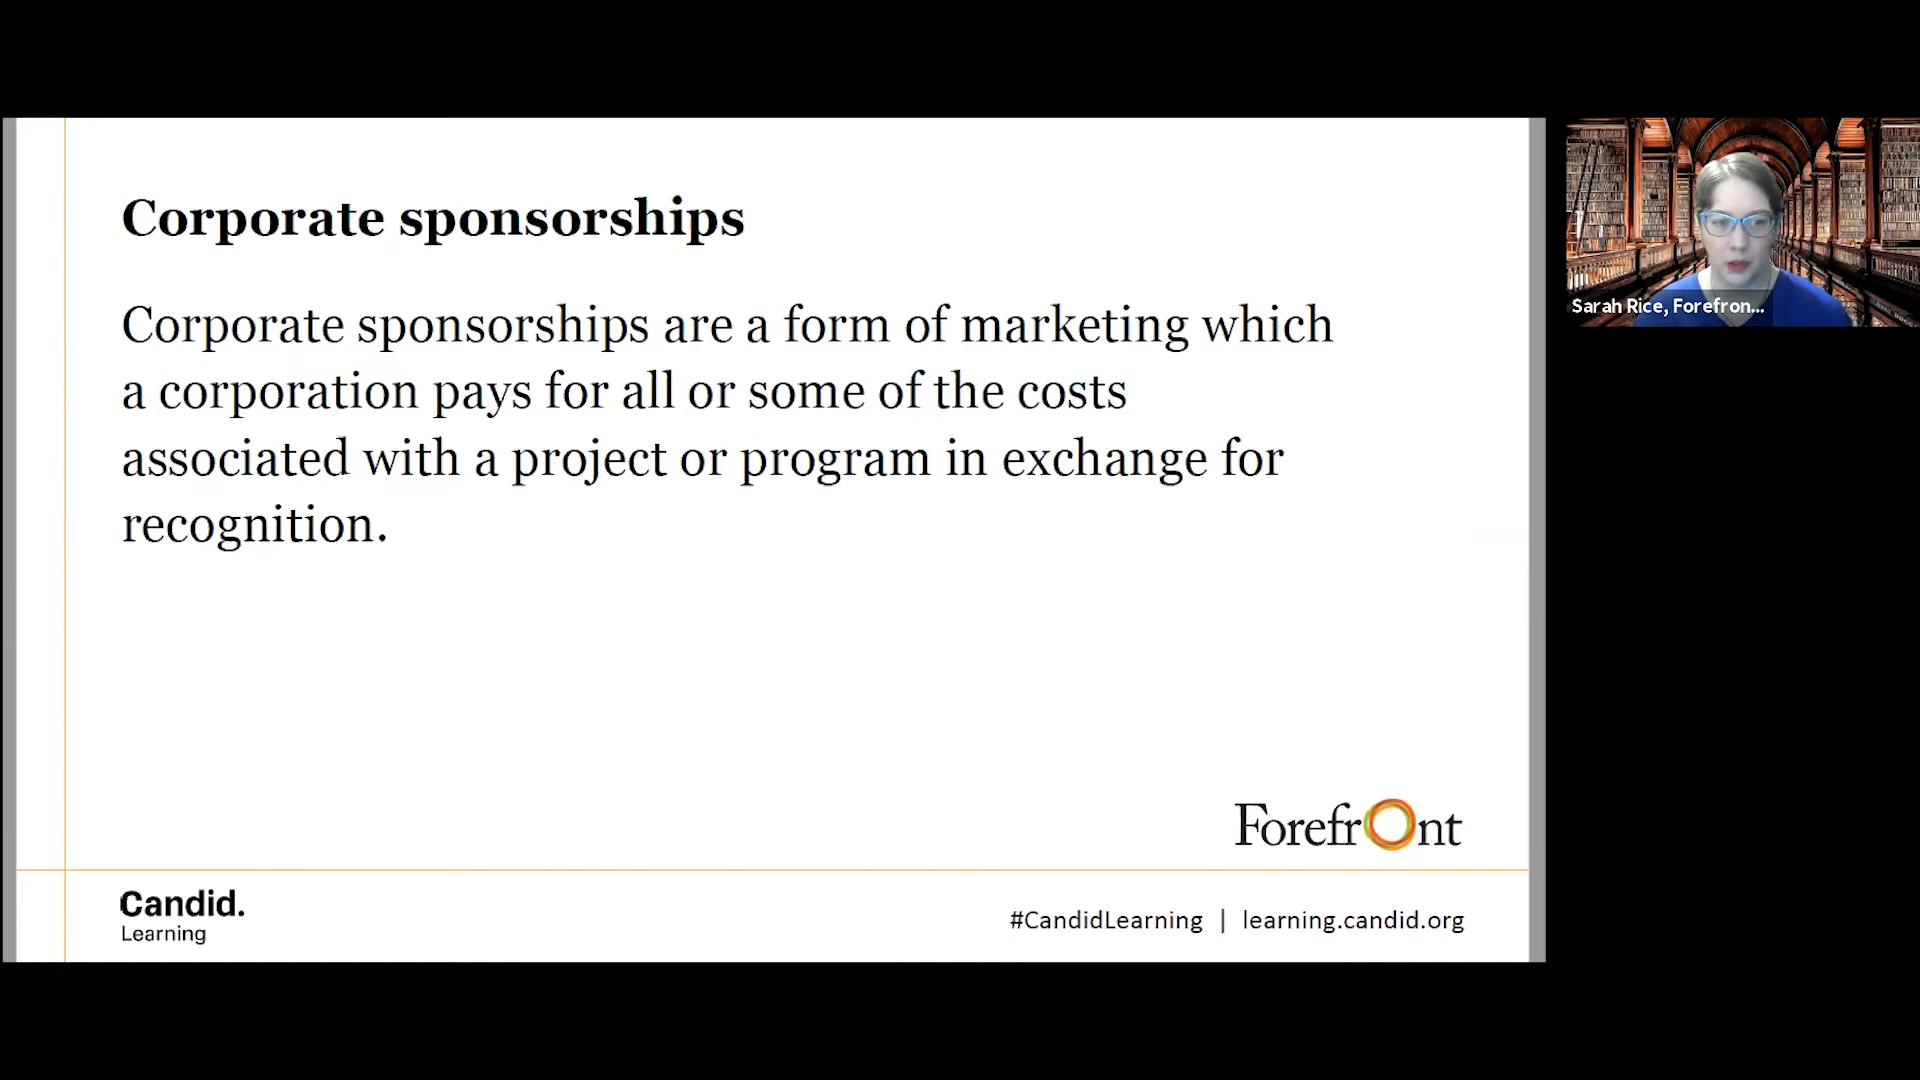 Corporate sponsorships
Corporate sponsorships are a form of marketing which
a corporation pays for all or some of the costs
associated with a project or program in exchange for
recognition.
Forefront
Candid.
Learning
#CandidLearning | learning.candid.org
Sarah Rice, Forefron...